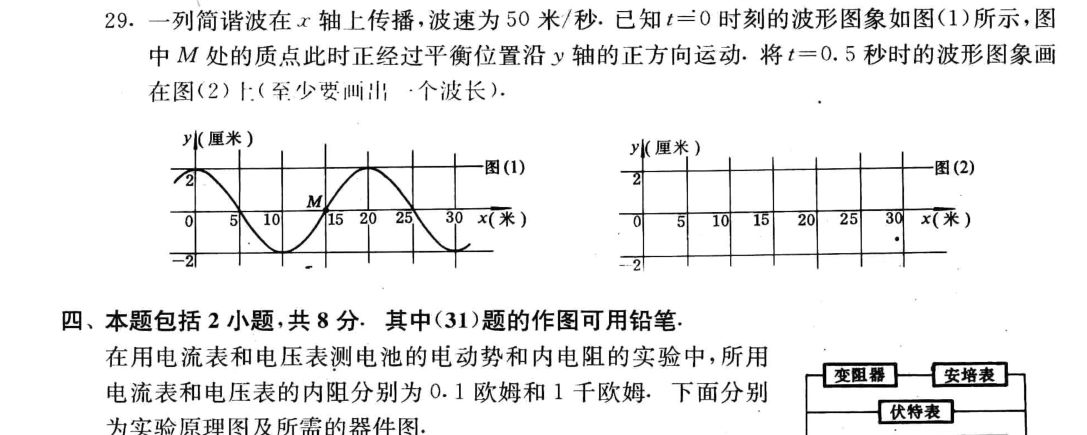 29. 一列简谐波在 x 轴上传播,波速为 50 米/秒. 已知 t=0 时刻的波形图象如图(1)所示,图
中 M 处的质点此时正经过平衡位置沿 y 轴的正方向运动. 将 t=0.5 秒时的波形图象画
在图(2)上(至少要画出一个波长).
y(厘米)
图(1)
2
M
0 5 10 15 20 25 30 x(米)
-2
y(厘米)
图(2)
2
0 5 10 15 20 25 30 x(米)
-2
四、本题包括 2 小题,共 8 分. 其中(31)题的作图可用铅笔.
在用电流表和电压表测电池的电动势和内电阻的实验中,所用
电流表和电压表的内阻分别为 0.1 欧姆和 1 千欧姆. 下面分别
为实验原理图及所需的器件图.
变阻器 安培表
伏特表